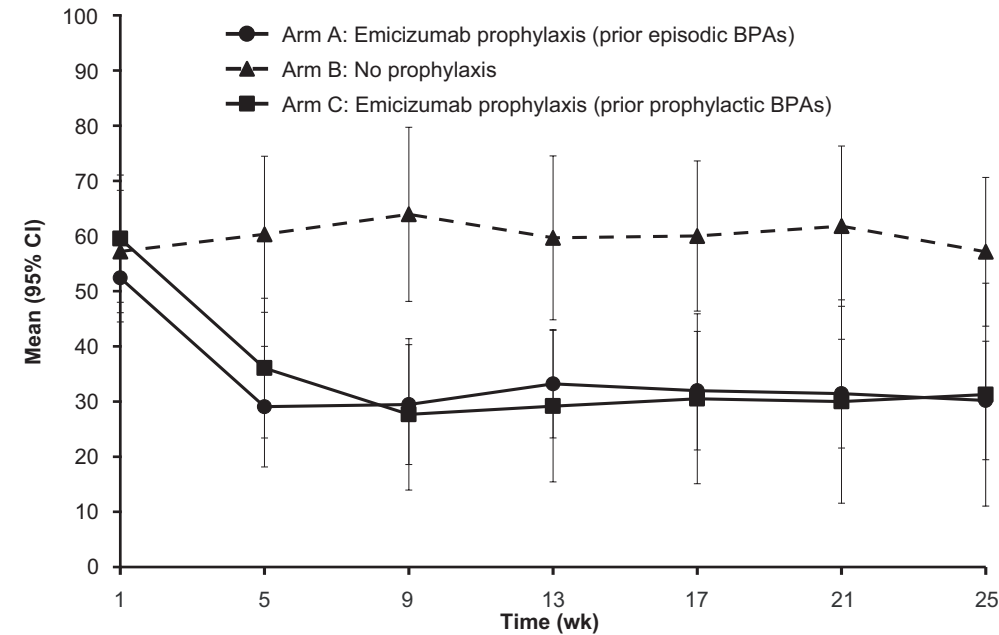 100
90
80
70
60
50
40
30
20
10
0
Mean (95% CI)
Arm A: Emicizumab prophylaxis (prior episodic BPAs)
Arm B: No prophylaxis
Arm C: Emicizumab prophylaxis (prior prophylactic BPAs)
1 5 9 13 17 21 25
Time (wk)